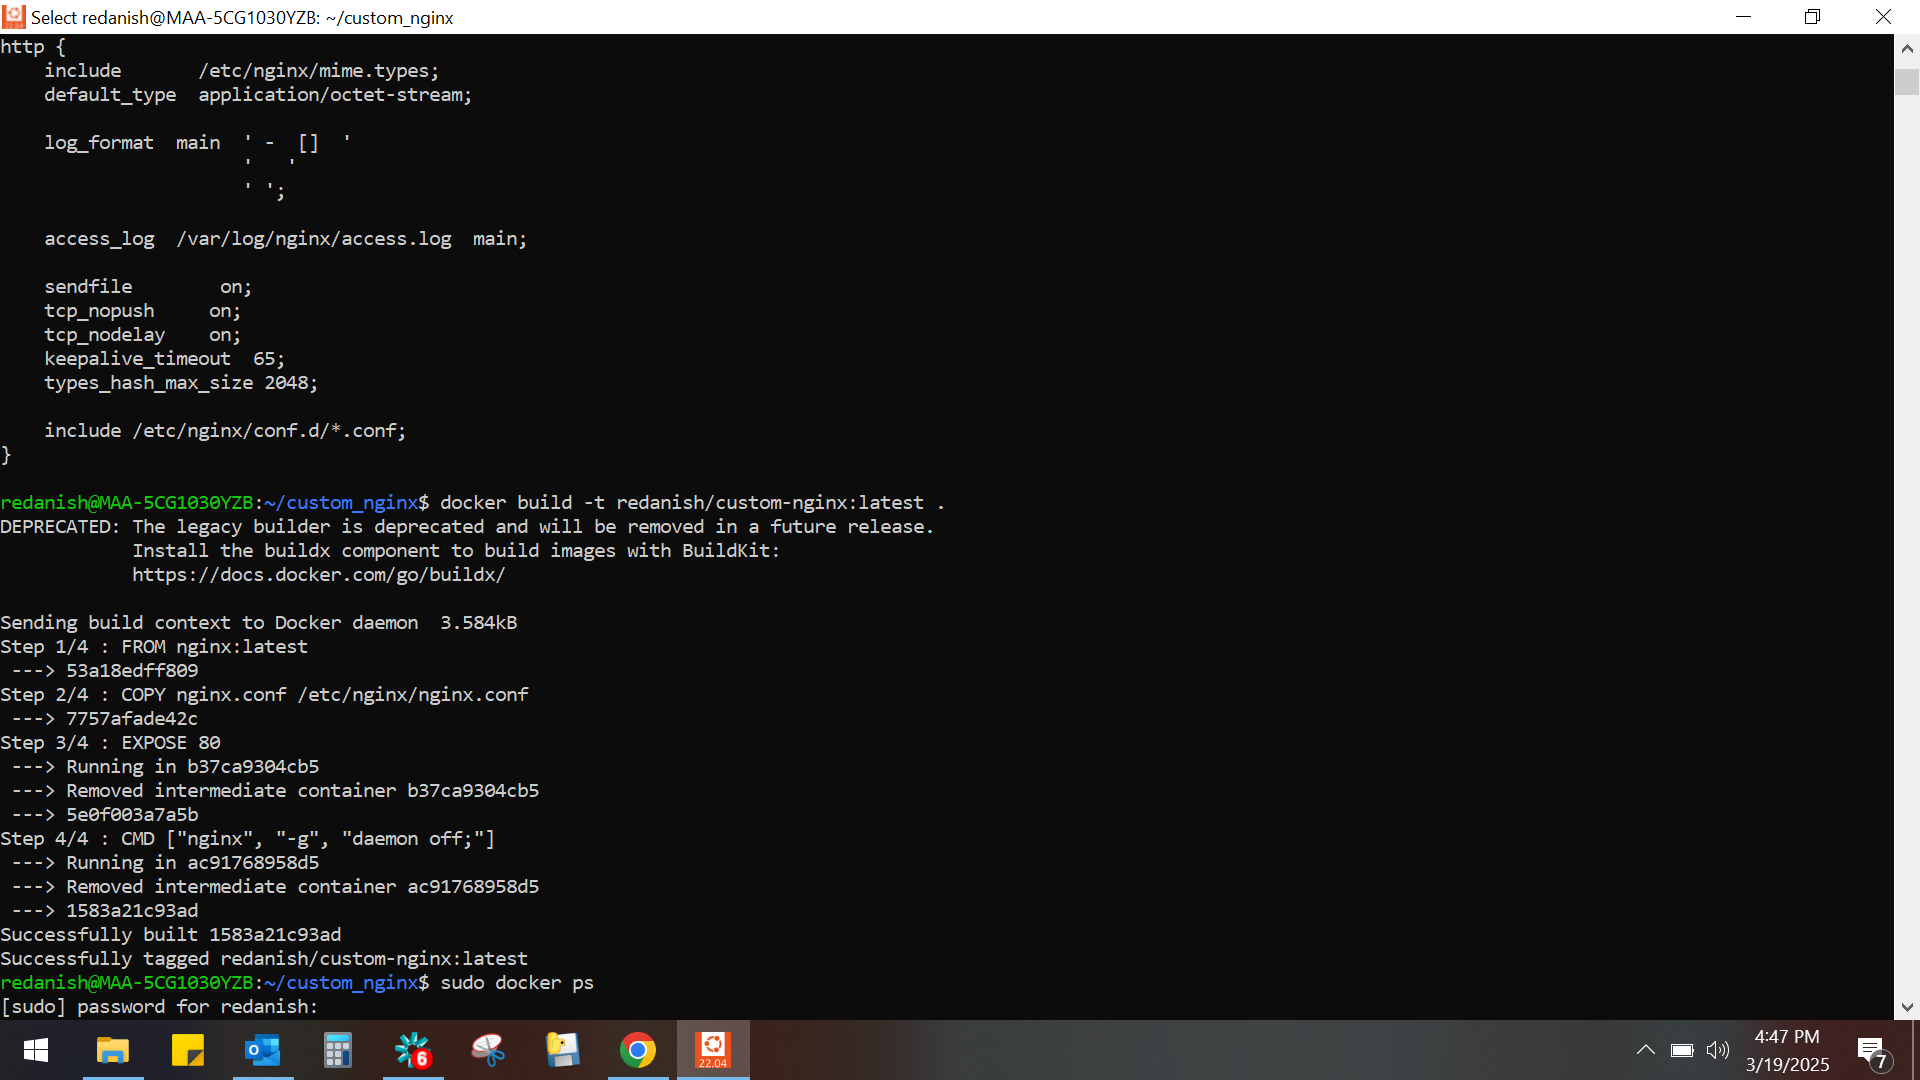 Select redanish@MAA-5CG1030YZB: ~/custom_nginx
http {
    include       /etc/nginx/mime.types;
    default_type  application/octet-stream;

    log_format  main  ' -  []  '
                      '   '
                      ' ';

    access_log  /var/log/nginx/access.log  main;

    sendfile        on;
    tcp_nopush     on;
    tcp_nodelay    on;
    keepalive_timeout  65;
    types_hash_max_size 2048;

    include /etc/nginx/conf.d/*.conf;
}

redanish@MAA-5CG1030YZB:~/custom_nginx$ docker build -t redanish/custom-nginx:latest .
DEPRECATED: The legacy builder is deprecated and will be removed in a future release.
            Install the buildx component to build images with BuildKit:
            https://docs.docker.com/go/buildx/

Sending build context to Docker daemon  3.584kB
Step 1/4 : FROM nginx:latest
 ---> 53a18edff809
Step 2/4 : COPY nginx.conf /etc/nginx/nginx.conf
 ---> 7757afade42c
Step 3/4 : EXPOSE 80
 ---> Running in b37ca9304cb5
 ---> Removed intermediate container b37ca9304cb5
 ---> 5e0f003a7a5b
Step 4/4 : CMD ["nginx", "-g", "daemon off;"]
 ---> Running in ac91768958d5
 ---> Removed intermediate container ac91768958d5
 ---> 1583a21c93ad
Successfully built 1583a21c93ad
Successfully tagged redanish/custom-nginx:latest
redanish@MAA-5CG1030YZB:~/custom_nginx$ sudo docker ps
[sudo] password for redanish:
6
22.04
4:47 PM
3/19/2025
7